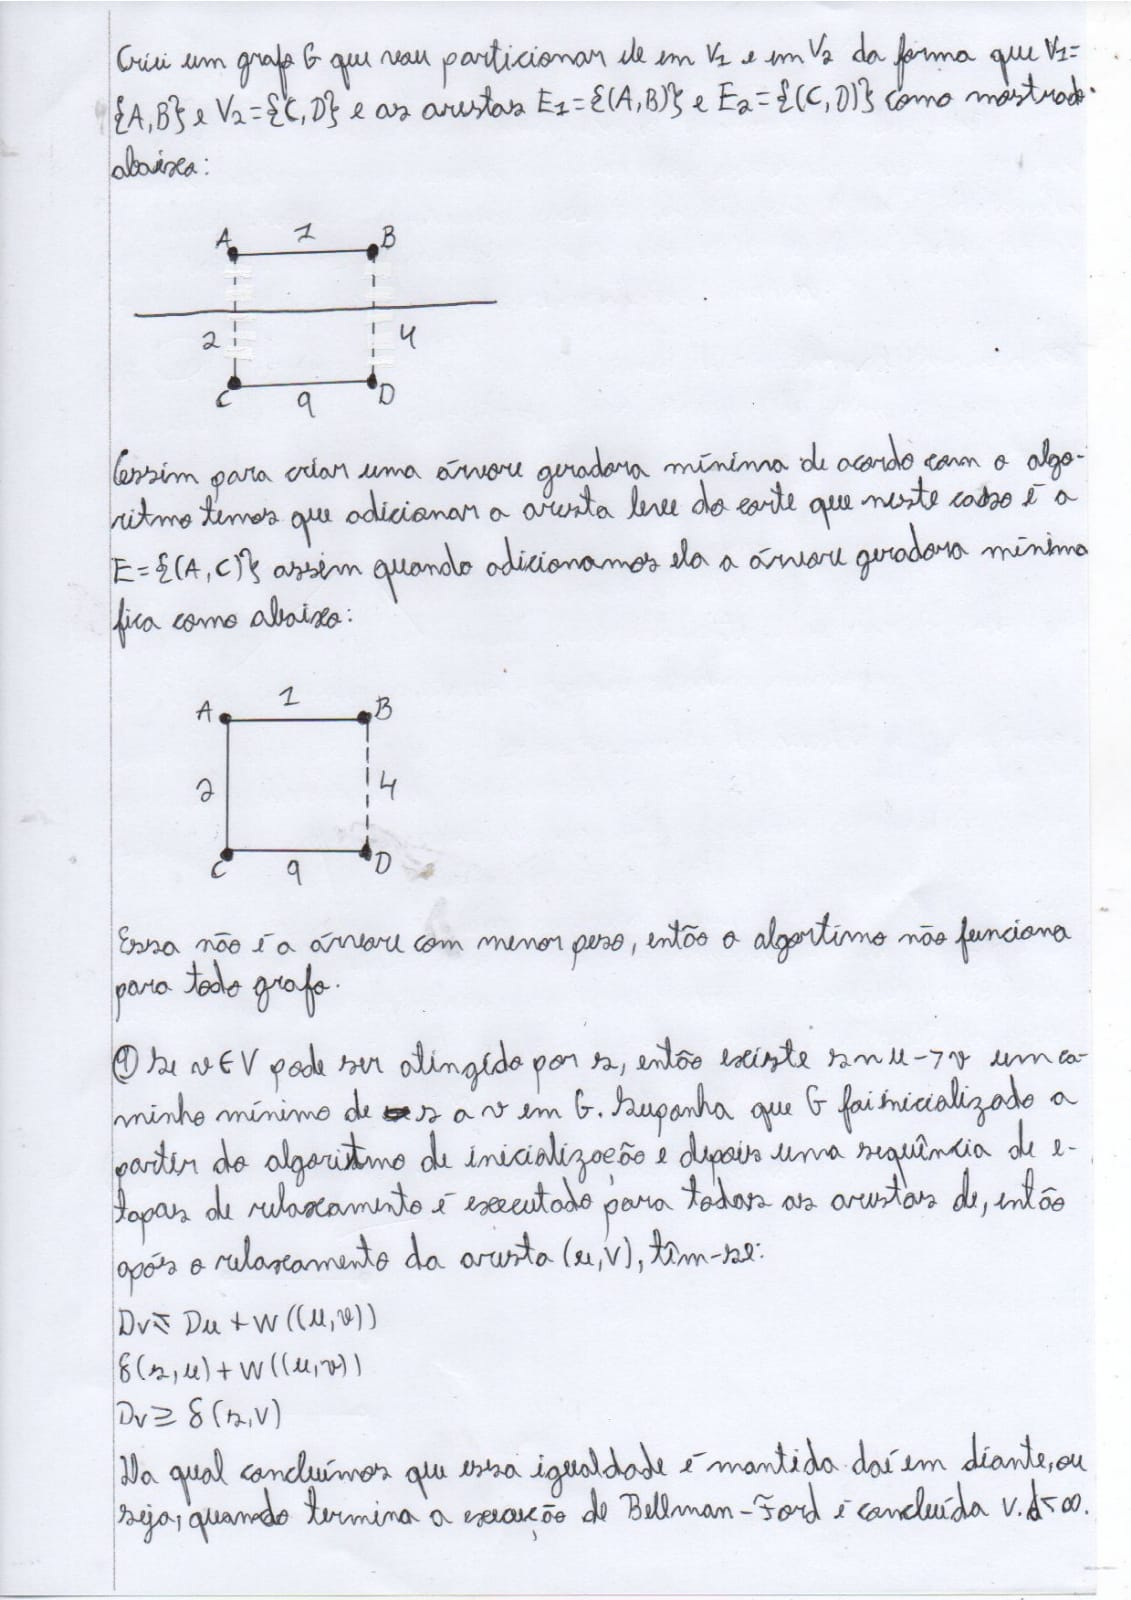 Criei um grafo G que vou particionar ele em V1 e em V2 da forma que V1=
{A,B} e V2={C,D} e as arestas E1={(A,B)} e E2={(C,D)} como mostrado
abaixo:
A 1 B
2 4
C 9 D
Assim para criar uma árvore geradora mínima de acordo com o algo-
ritmo temos que adicionar a aresta leve do corte que neste caso é a
E={(A,C)} assim quando adicionamos ela a árvore geradora mínima
fica como abaixo:
A 1 B
2 4
C 9 D
Essa não é a árvore com menor peso, então o algortimo não funciona
para todo grafo.
9) Se v∈V pode ser atingido por s, então existe s~u->v um ca-
minho mínimo de s a v em G. Suponha que G foi inicializado a
partir do algoritmo de inicialização e depois uma sequência de e-
tapas de relaxamento é executado para todas as arestas de, então
após o relaxamento da aresta (u,v), têm-se:
Dv≤ Du + W((u,v))
δ(s,u)+W((u,v))
Dv≥ δ(s,v)
Da qual concluímos que essa igualdade é mantida daí em diante, ou
seja, quando termina a execução de Bellman-Ford é concluída v.d<∞.